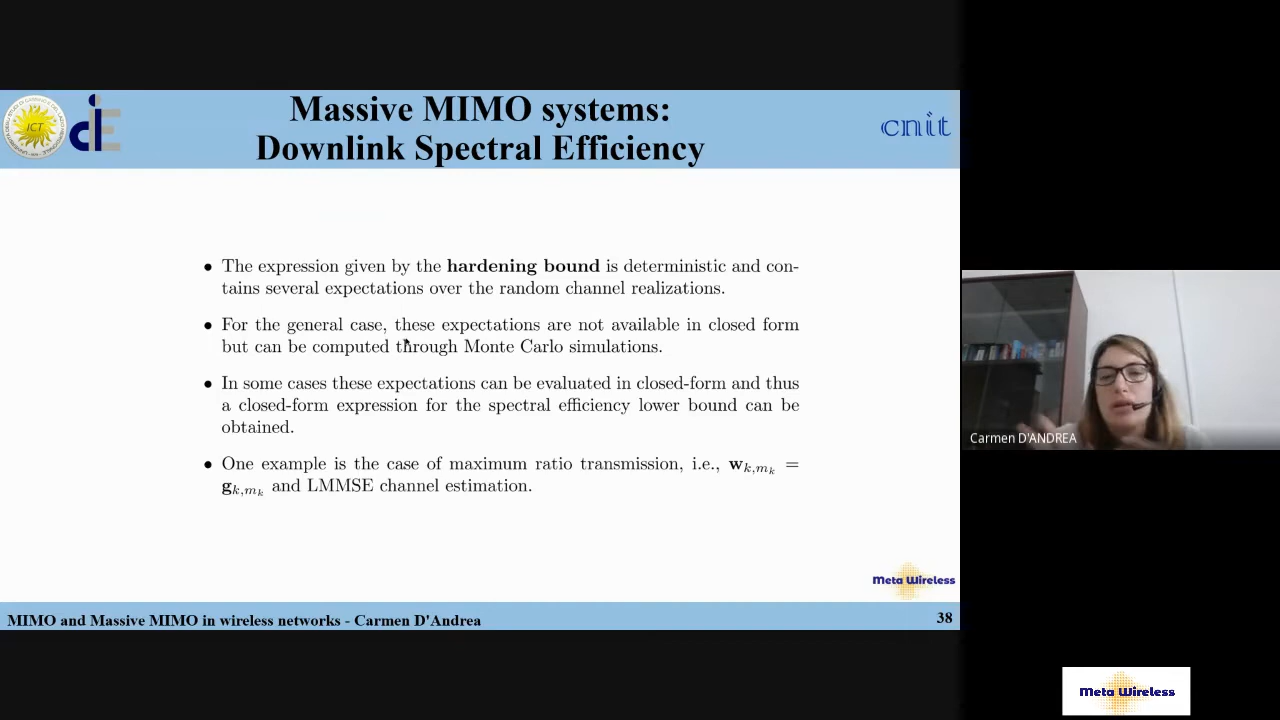 Massive MIMO systems:
Downlink Spectral Efficiency
ICT
diE
cnit
• The expression given by the hardening bound is deterministic and con-
tains several expectations over the random channel realizations.
• For the general case, these expectations are not available in closed form
but can be computed through Monte Carlo simulations.
• In some cases these expectations can be evaluated in closed-form and thus
a closed-form expression for the spectral efficiency lower bound can be
obtained.
• One example is the case of maximum ratio transmission, i.e., w_{k,m_k} =
g_{k,m_k} and LMMSE channel estimation.
Meta Wireless
MIMO and Massive MIMO in wireless networks - Carmen D'Andrea
38
Carmen D'ANDREA
Meta Wireless